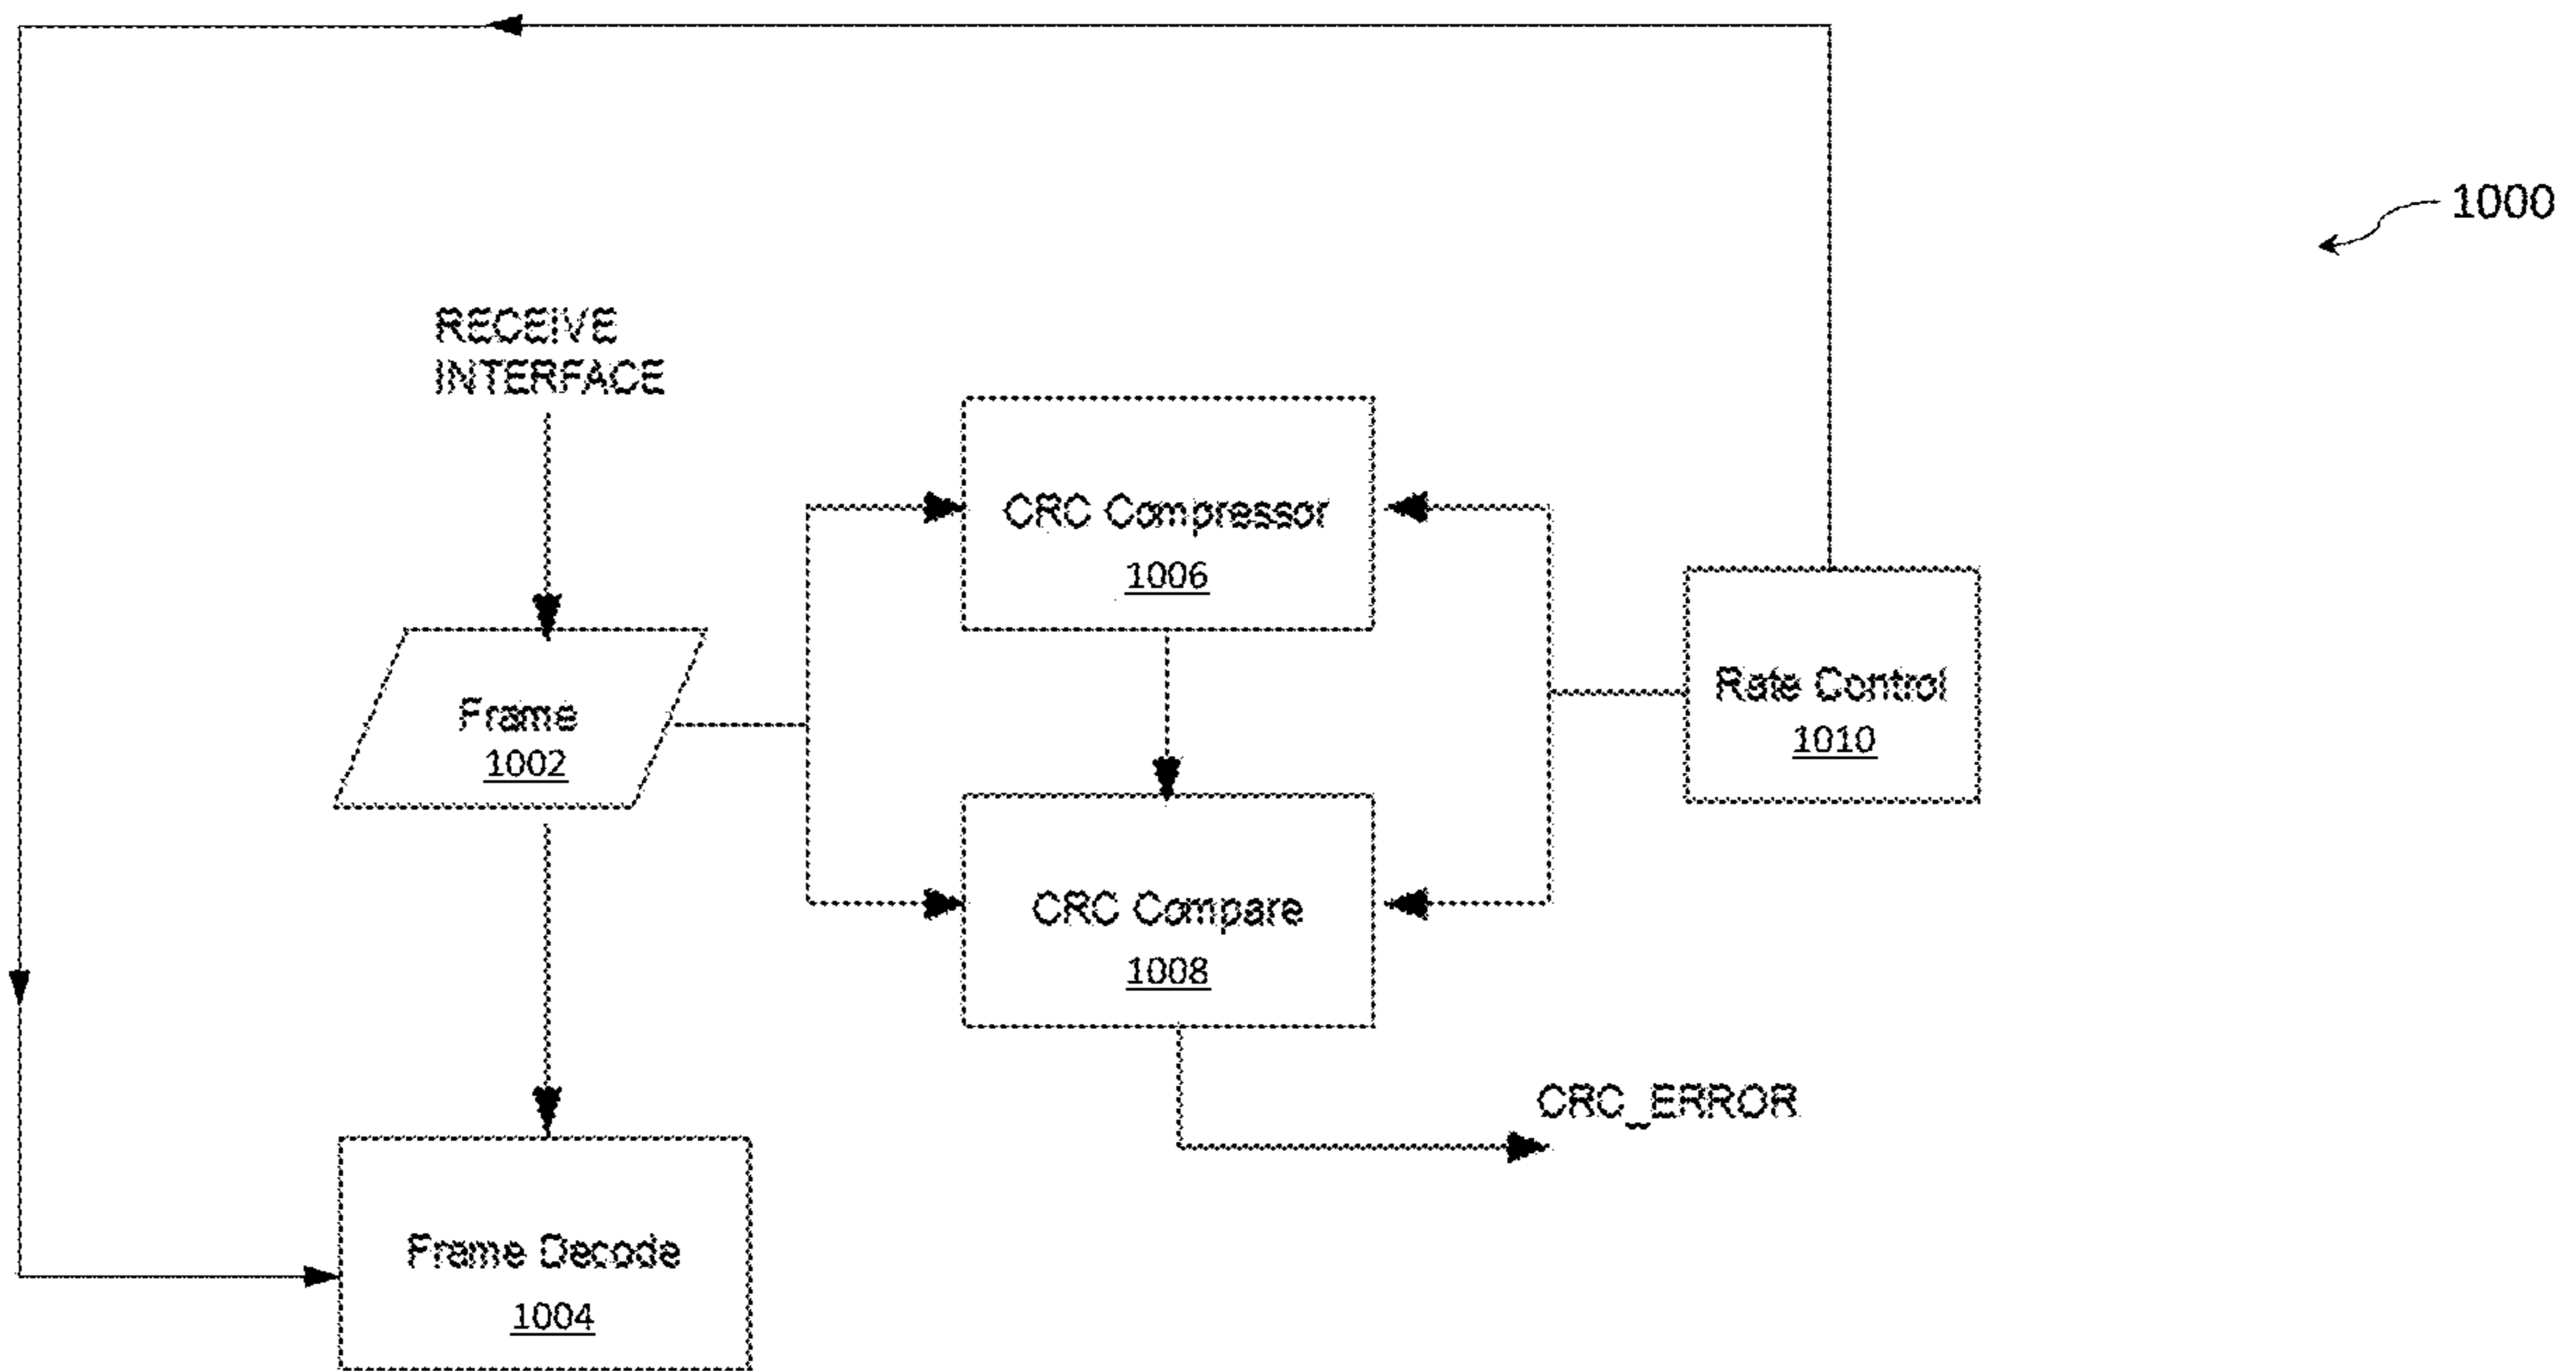 1000
RECEIVE
INTERFACE
CRC Compressor
1006
Frame
1002
Rate Control
1010
CRC Compare
1008
CRC_ERROR
Frame Decode
1004